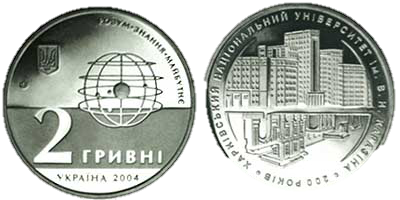 РОЗУМ·ЗНАННЯ·МАЙБУТНЄ
2
ГРИВНІ
УКРАЇНА 2004
ХАРКІВСЬКИЙ НАЦІОНАЛЬНИЙ УНІВЕРСИТЕТ ІМ. В. Н. КАРАЗІНА
200 РОКІВ